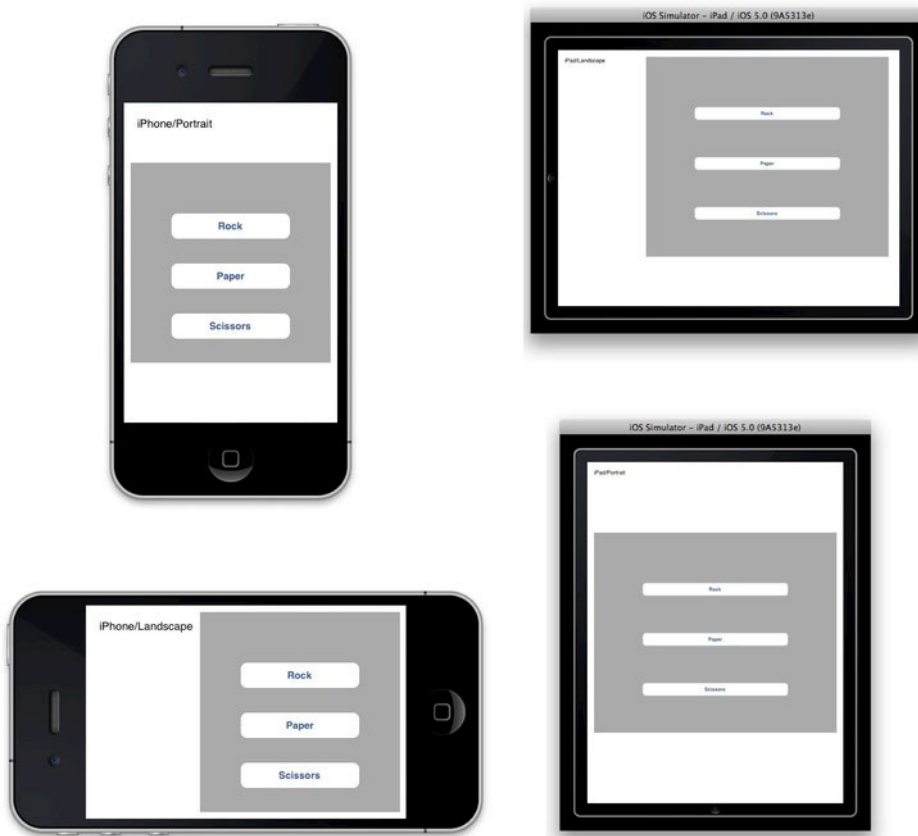 iPhone/Portrait
Rock
Paper
Scissors
iOS Simulator – iPad / iOS 5.0 (9A5313e)
iPad/Landscape
Rock
Paper
Scissors
iPhone/Landscape
Rock
Paper
Scissors
iOS Simulator – iPad / iOS 5.0 (9A5313e)
iPad/Portrait
Rock
Paper
Scissors